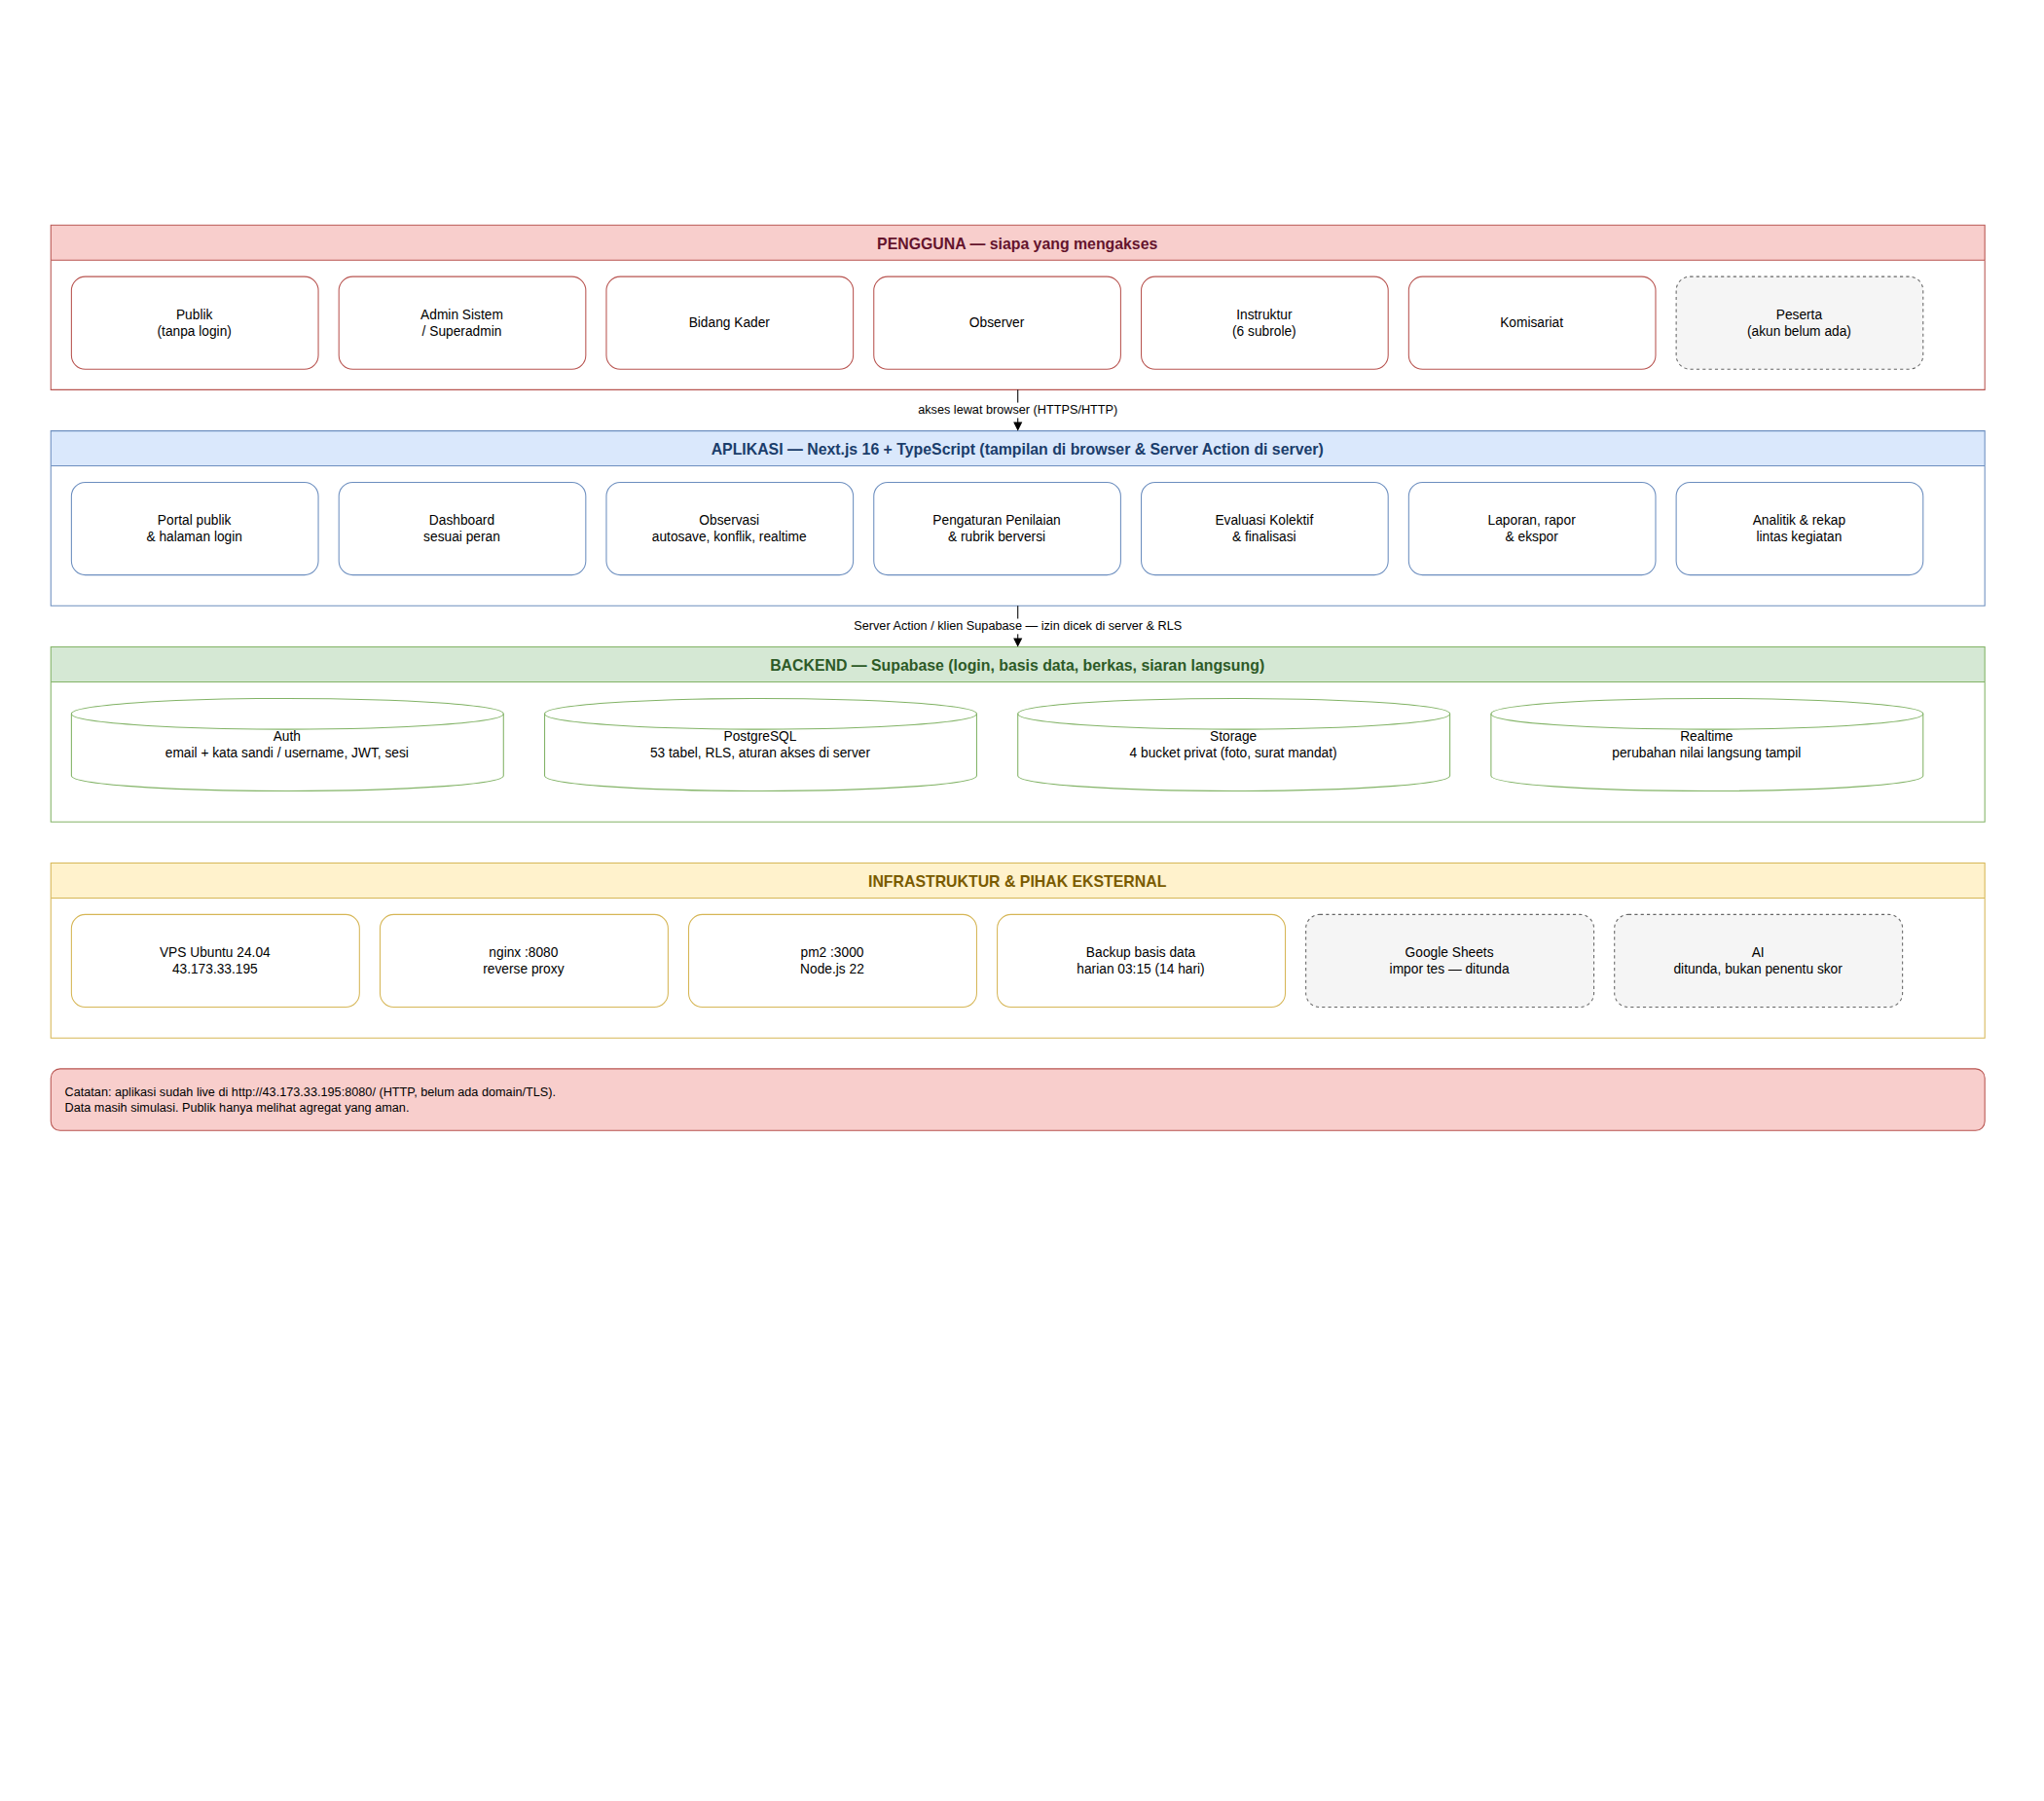 PENGGUNA — siapa yang mengakses
Publik
(tanpa login)
Admin Sistem
/ Superadmin
Bidang Kader
Observer
Instruktur
(6 subrole)
Komisariat
Peserta
(akun belum ada)
akses lewat browser (HTTPS/HTTP)
APLIKASI — Next.js 16 + TypeScript (tampilan di browser & Server Action di server)
Portal publik
& halaman login
Dashboard
sesuai peran
Observasi
autosave, konflik, realtime
Pengaturan Penilaian
& rubrik berversi
Evaluasi Kolektif
& finalisasi
Laporan, rapor
& ekspor
Analitik & rekap
lintas kegiatan
Server Action / klien Supabase — izin dicek di server & RLS
BACKEND — Supabase (login, basis data, berkas, siaran langsung)
Auth
email + kata sandi / username, JWT, sesi
PostgreSQL
53 tabel, RLS, aturan akses di server
Storage
4 bucket privat (foto, surat mandat)
Realtime
perubahan nilai langsung tampil
INFRASTRUKTUR & PIHAK EKSTERNAL
VPS Ubuntu 24.04
43.173.33.195
nginx :8080
reverse proxy
pm2 :3000
Node.js 22
Backup basis data
harian 03:15 (14 hari)
Google Sheets
impor tes — ditunda
AI
ditunda, bukan penentu skor
Catatan: aplikasi sudah live di http://43.173.33.195:8080/ (HTTP, belum ada domain/TLS).
Data masih simulasi. Publik hanya melihat agregat yang aman.